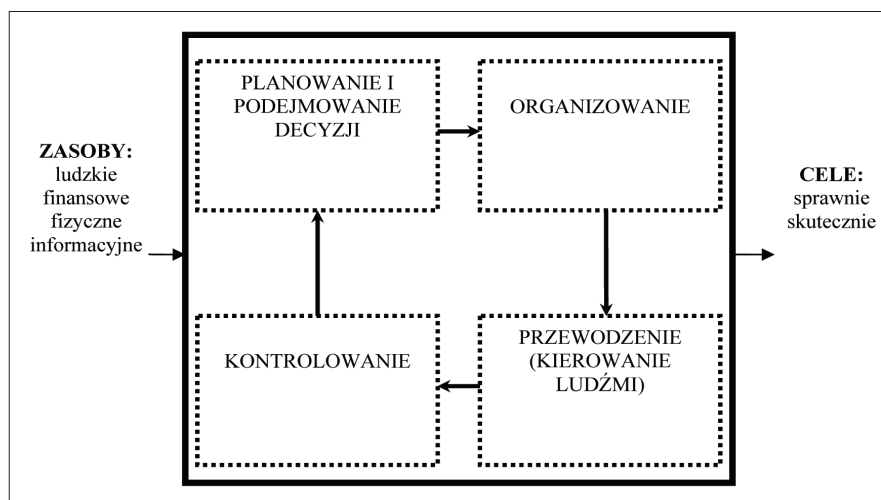 ZASOBY:
ludzkie
finansowe
fizyczne
informacyjne
PLANOWANIE I
PODEJMOWANIE
DECYZJI
ORGANIZOWANIE
KONTROLOWANIE
PRZEWODZENIE
(KIEROWANIE
LUDŹMI)
CELE:
sprawnie
skutecznie